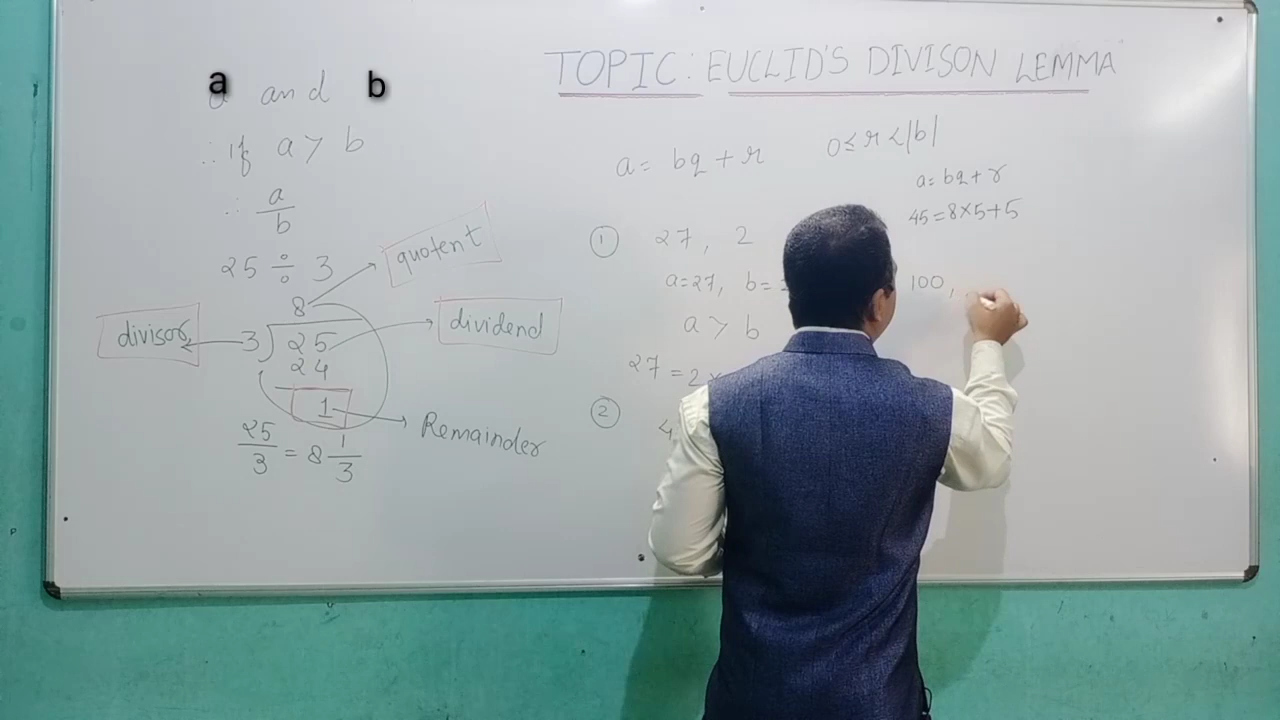 TOPIC: EUCLID'S DIVISON LEMMA
a and b
∴ If a > b
∴ a/b
25 ÷ 3
quotent
8
divisor
3) 25
dividend
24
1
Remainder
25/3 = 8 1/3
a = bq + r
0 ≤ r < |b|
a = bq + r
45 = 8×5+5
1 27, 2
a=27, b=
100,
a > b
27 = 2×
2 4